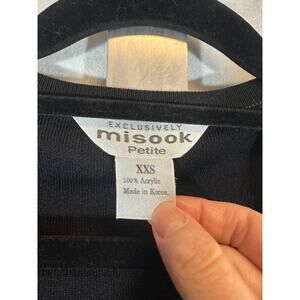 EXCLUSIVELY
misook
Petite
XXS
100% Acrylic
Made in Korea.